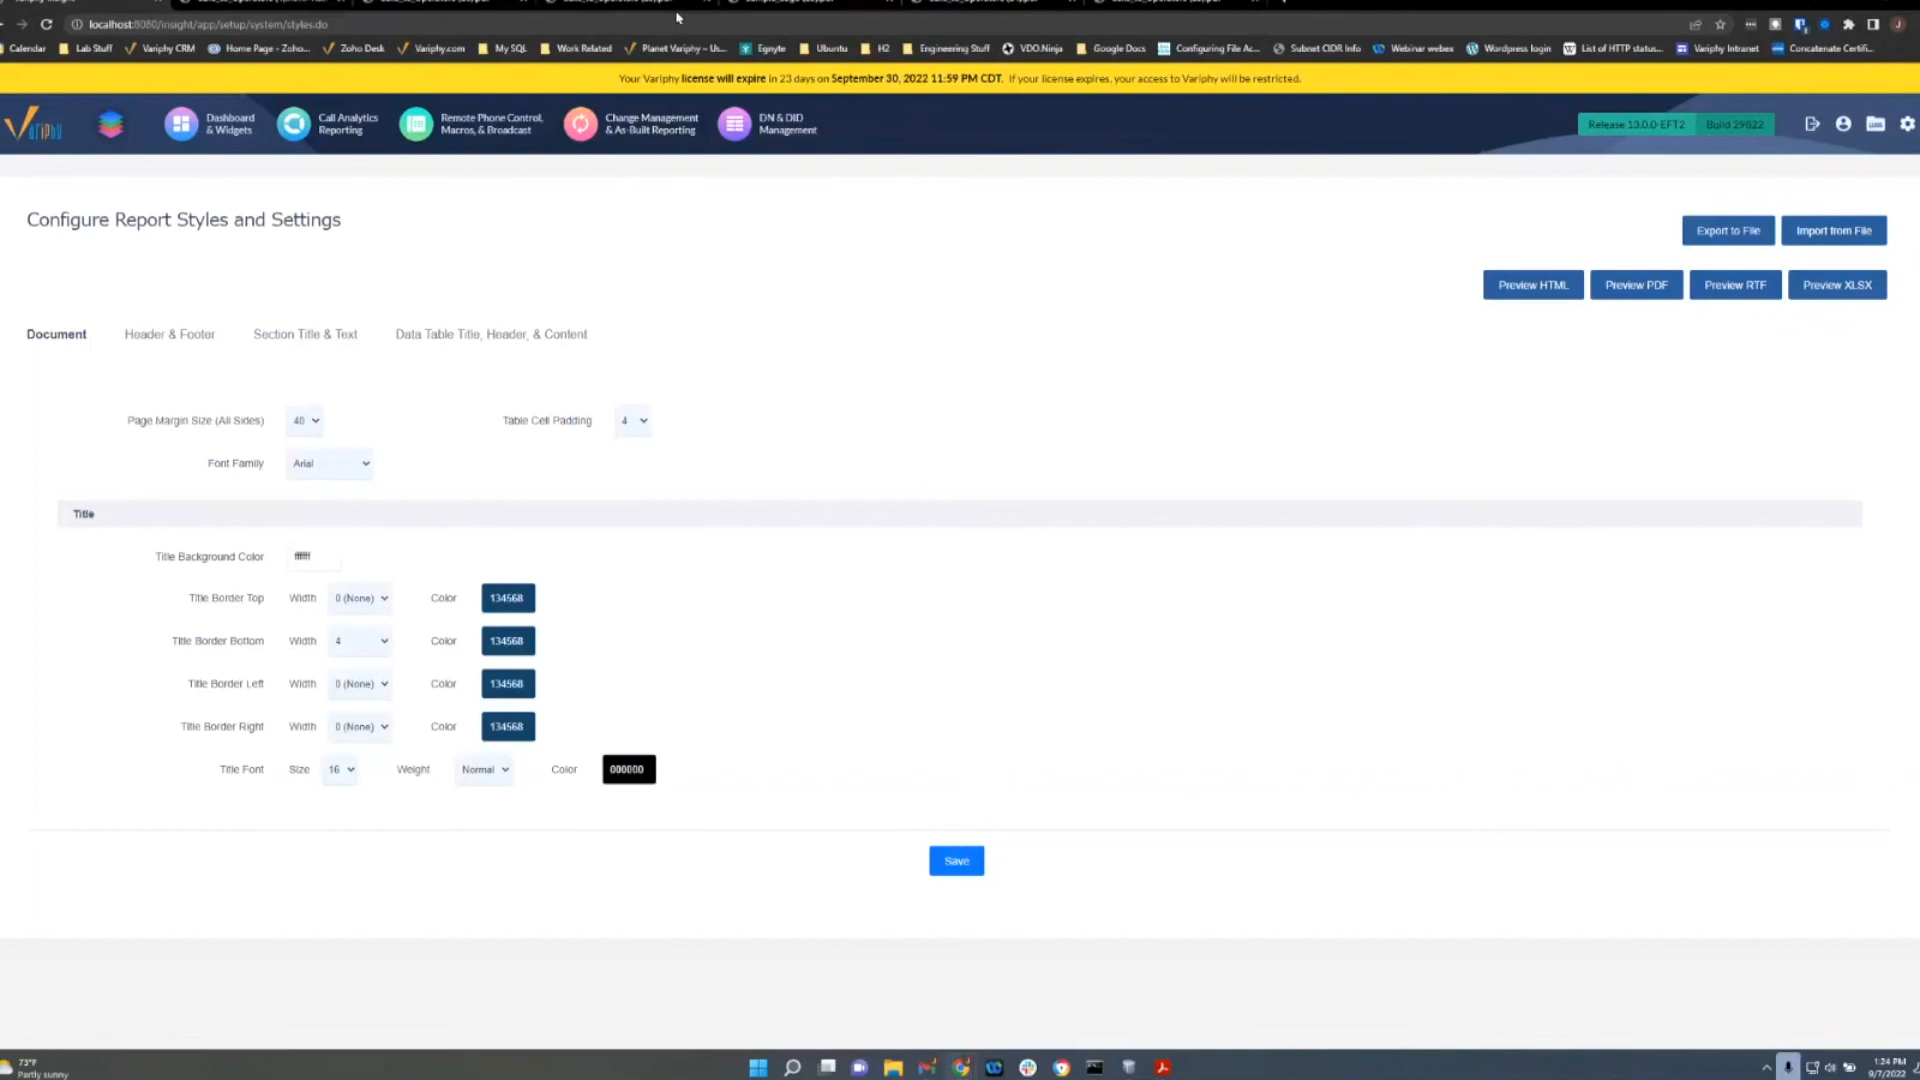 localhost:8080/insight/app/setup/system/styles.do
Calendar Lab Stuff Variphy CRM Home Page - Zoho... Zoho Desk Variphy.com My SQL Work Related Planet Variphy – Us... Egnyte Ubuntu H2 Engineering Stuff VDO.Ninja Google Docs Configuring File Ac... Subnet CIDR Info Webinar webex Wordpress login List of HTTP status... Variphy Intranet Concatenate Certifi...
Your Variphy license will expire in 23 days on September 30, 2022 11:59 PM CDT. If your license expires, your access to Variphy will be restricted.
Variphy
Dashboard & Widgets
Call Analytics Reporting
Remote Phone Control, Macros, & Broadcast
Change Management & As-Built Reporting
DN & DID Management
Release 13.0.0-EFT2 Build 29822
Configure Report Styles and Settings
Export to File Import from File
Preview HTML Preview PDF Preview RTF Preview XLSX
Document Header & Footer Section Title & Text Data Table Title, Header, & Content
Page Margin Size (All Sides) 40 Table Cell Padding 4
Font Family Arial
Title
Title Background Color ffffff
Title Border Top Width 0 (None) Color 134568
Title Border Bottom Width 4 Color 134568
Title Border Left Width 0 (None) Color 134568
Title Border Right Width 0 (None) Color 134568
Title Font Size 16 Weight Normal Color 000000
Save
73°F
Partly sunny
1:24 PM
9/7/2022